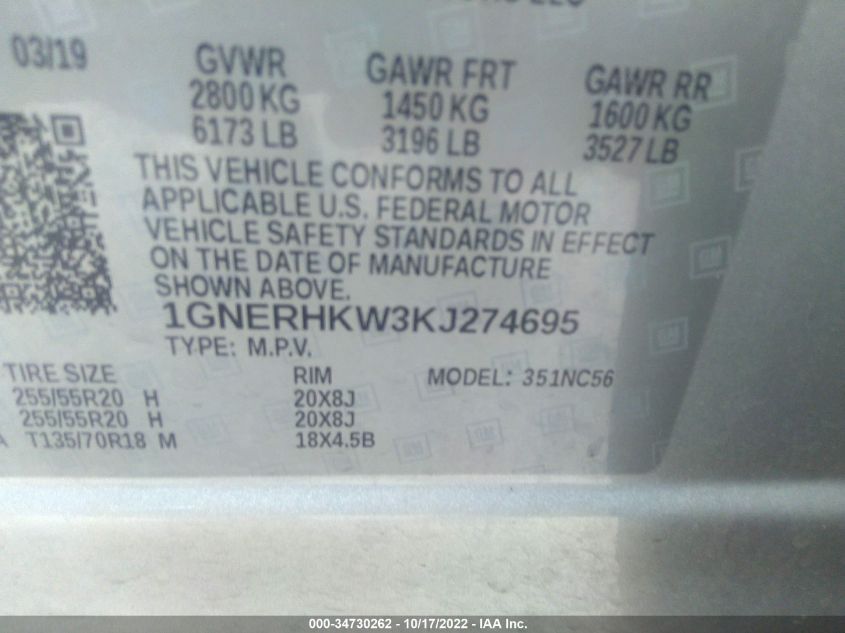 03/19
GVWR GAWR FRT GAWR RR
2800 KG 1450 KG 1600 KG
6173 LB 3196 LB 3527 LB
THIS VEHICLE CONFORMS TO ALL
APPLICABLE U.S. FEDERAL MOTOR
VEHICLE SAFETY STANDARDS IN EFFECT
ON THE DATE OF MANUFACTURE
SHOWN ABOVE.
1GNERHKW3KJ274695
TYPE: M.P.V.
TIRE SIZE RIM MODEL: 351NC56
255/55R20 H 20X8J
255/55R20 H 20X8J
T135/70R18 M 18X4.5B
000-34730262 - 10/17/2022 - IAA Inc.